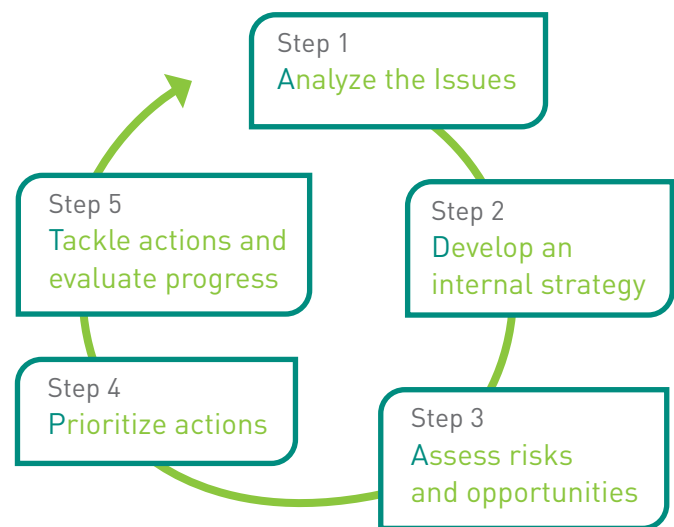 Step 1
Analyze the Issues
Step 2
Develop an
internal strategy
Step 3
Assess risks
and opportunities
Step 4
Prioritize actions
Step 5
Tackle actions and
evaluate progress